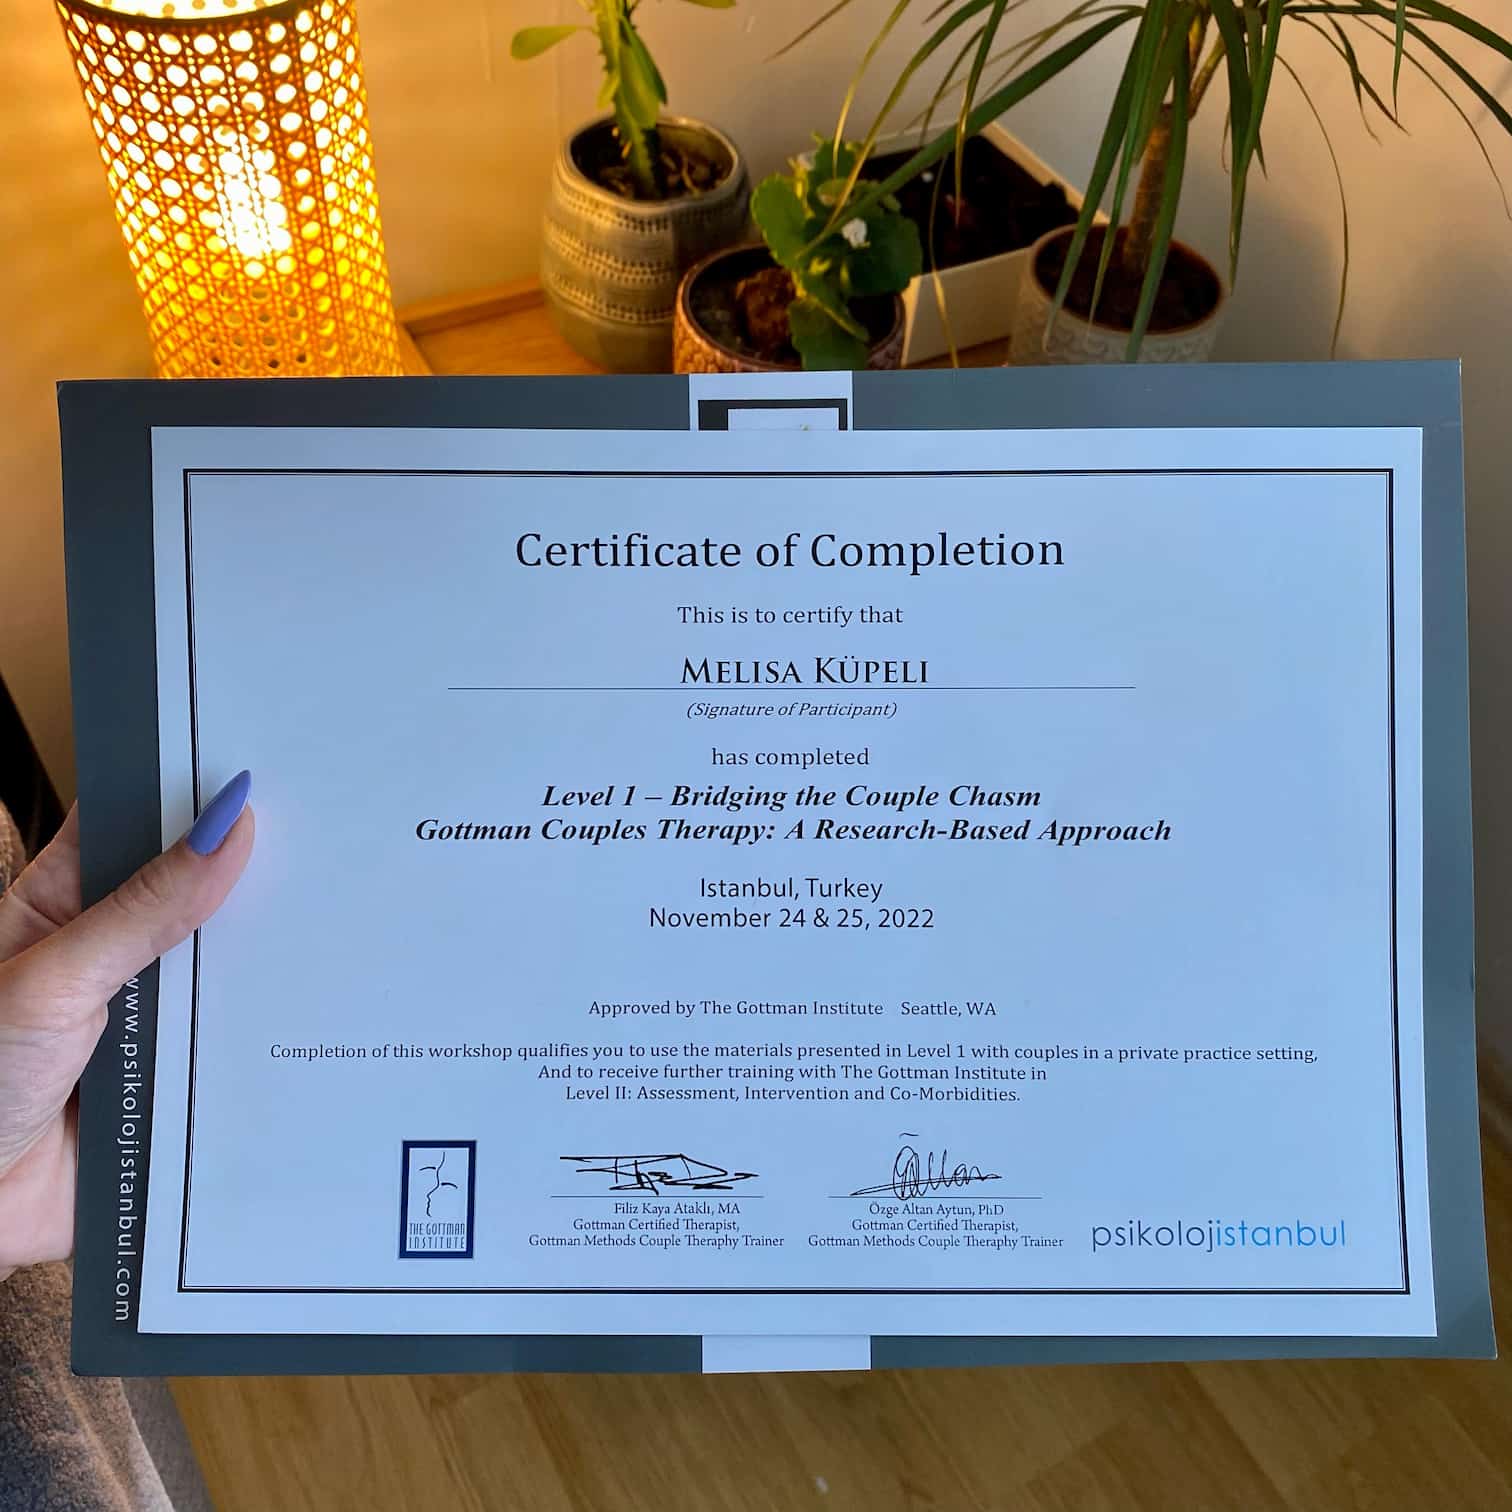 Certificate of Completion
This is to certify that
MELISA KÜPELI
(Signature of Participant)
has completed
Level 1 – Bridging the Couple Chasm
Gottman Couples Therapy: A Research-Based Approach
Istanbul, Turkey
November 24 & 25, 2022
Approved by The Gottman Institute Seattle, WA
Completion of this workshop qualifies you to use the materials presented in Level 1 with couples in a private practice setting,
And to receive further training with The Gottman Institute in
Level II: Assessment, Intervention and Co-Morbidities.
THE GOTTMAN
INSTITUTE
Filiz Kaya Ataklı, MA
Gottman Certified Therapist,
Gottman Methods Couple Theraphy Trainer
Özge Altan Aytun, PhD
Gottman Certified Therapist,
Gottman Methods Couple Theraphy Trainer
psikolojistanbul
www.psikolojistanbul.com